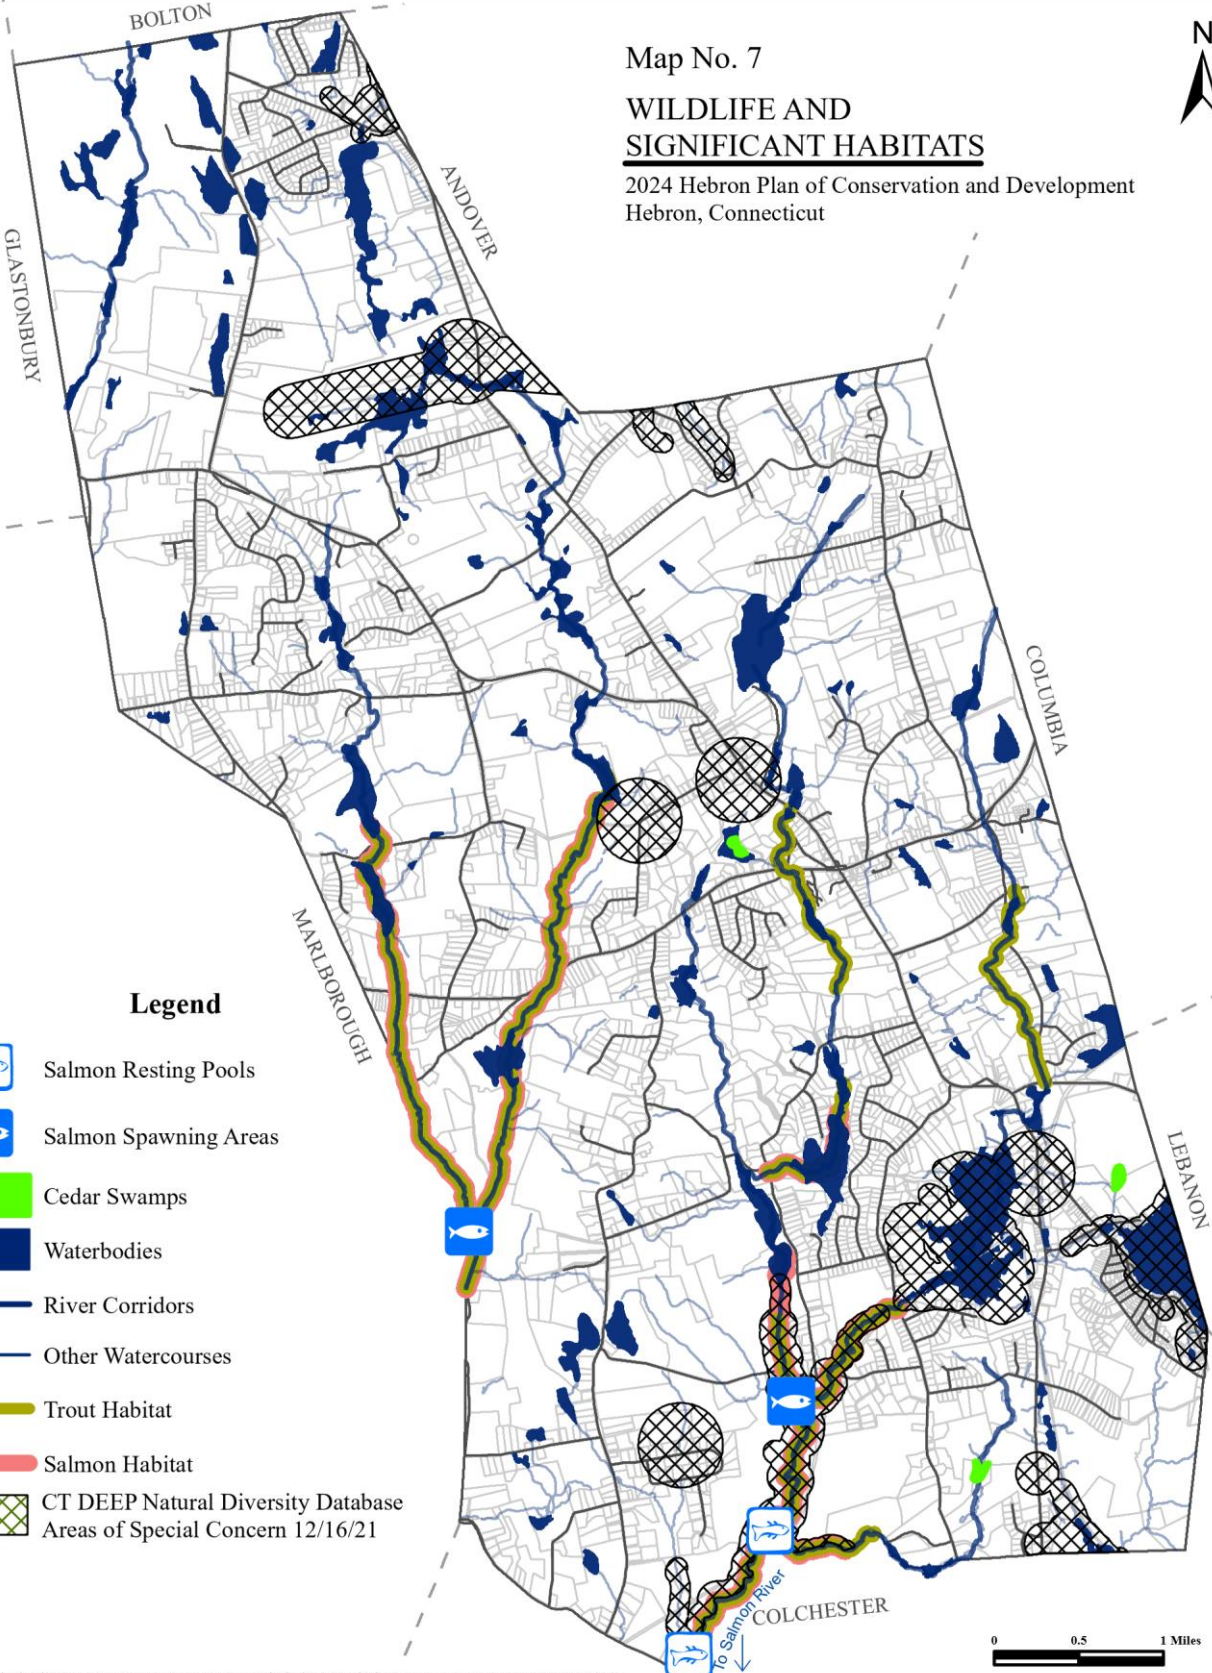 BOLTON
Map No. 7
WILDLIFE AND
SIGNIFICANT HABITATS
2024 Hebron Plan of Conservation and Development
Hebron, Connecticut
N
ANDOVER
GLASTONBURY
COLUMBIA
MARLBOROUGH
LEBANON
Legend
Salmon Resting Pools
Salmon Spawning Areas
Cedar Swamps
Waterbodies
River Corridors
Other Watercourses
Trout Habitat
Salmon Habitat
CT DEEP Natural Diversity Database
Areas of Special Concern 12/16/21
To Salmon River
COLCHESTER
0 0.5 1 Miles